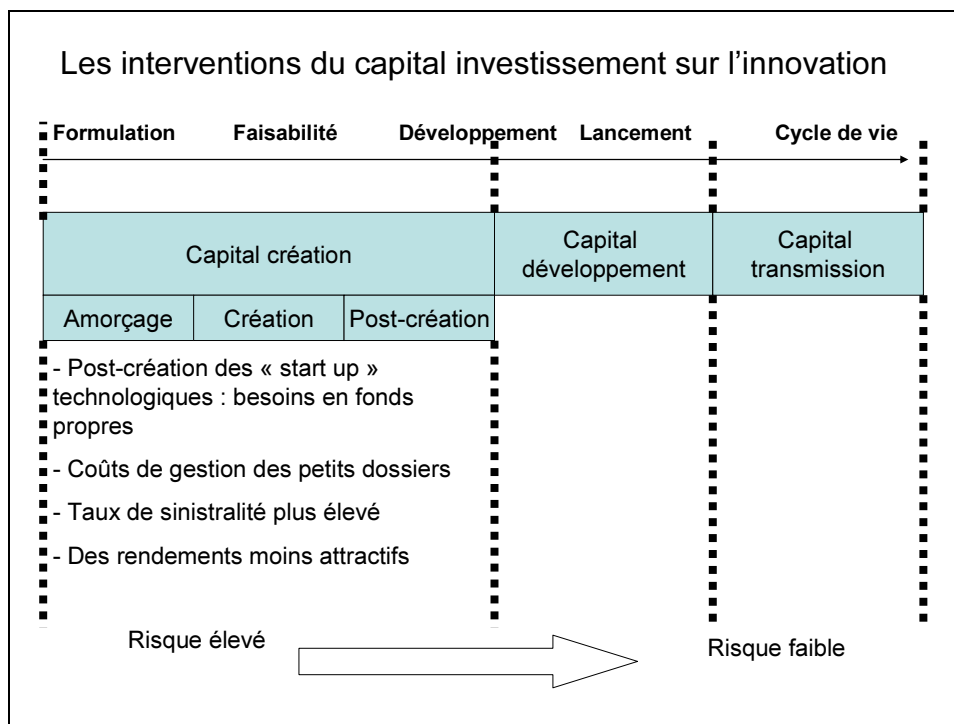 Les interventions du capital investissement sur l’innovation
Formulation Faisabilité Développement Lancement Cycle de vie
Capital création
Capital
développement
Capital
transmission
Amorçage Création Post-création
- Post-création des « start up »
technologiques : besoins en fonds
propres
- Coûts de gestion des petits dossiers
- Taux de sinistralité plus élevé
- Des rendements moins attractifs
Risque élevé
Risque faible